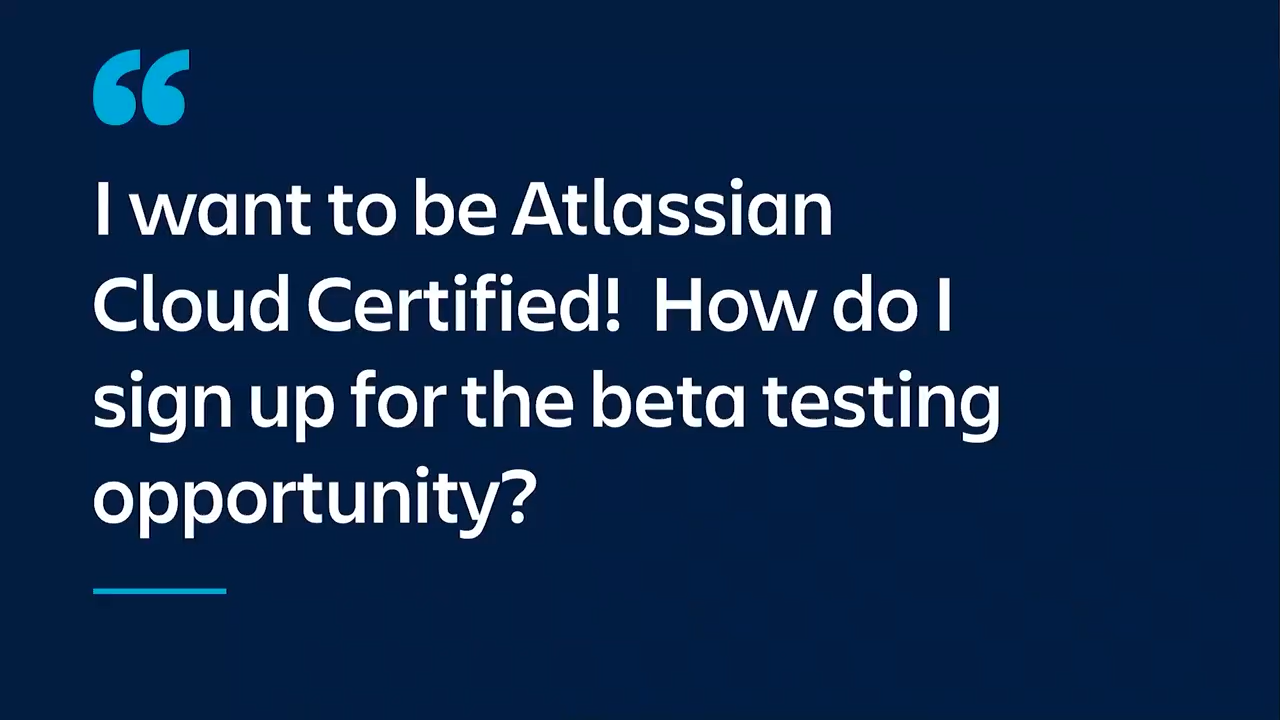 “
I want to be Atlassian
Cloud Certified!  How do I
sign up for the beta testing
opportunity?